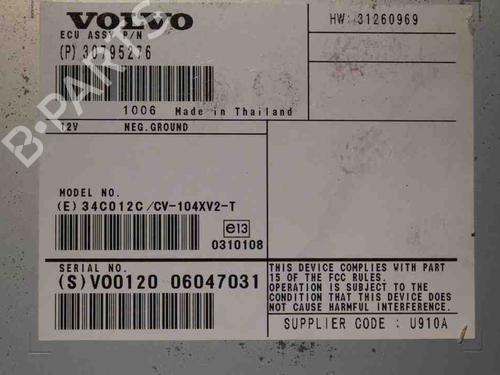 VOLVO
HW: 31260969
ECU ASSY P/N
(P) 30795276
1006 Made in Thailand
12V NEG.GROUND
MODEL NO.
(E) 34C012C/CV-104XV2-T
e13
0310108
SERIAL NO.
(S)V00120 06047031
THIS DEVICE COMPLIES WITH PART
15 OF THE FCC RULES.
OPERATION IS SUBJECT TO THE
CONDITION THAT THIS DEVICE DOES
NOT CAUSE HARMFUL INTERFERENCE.
SUPPLIER CODE : U910A
B-PARTS